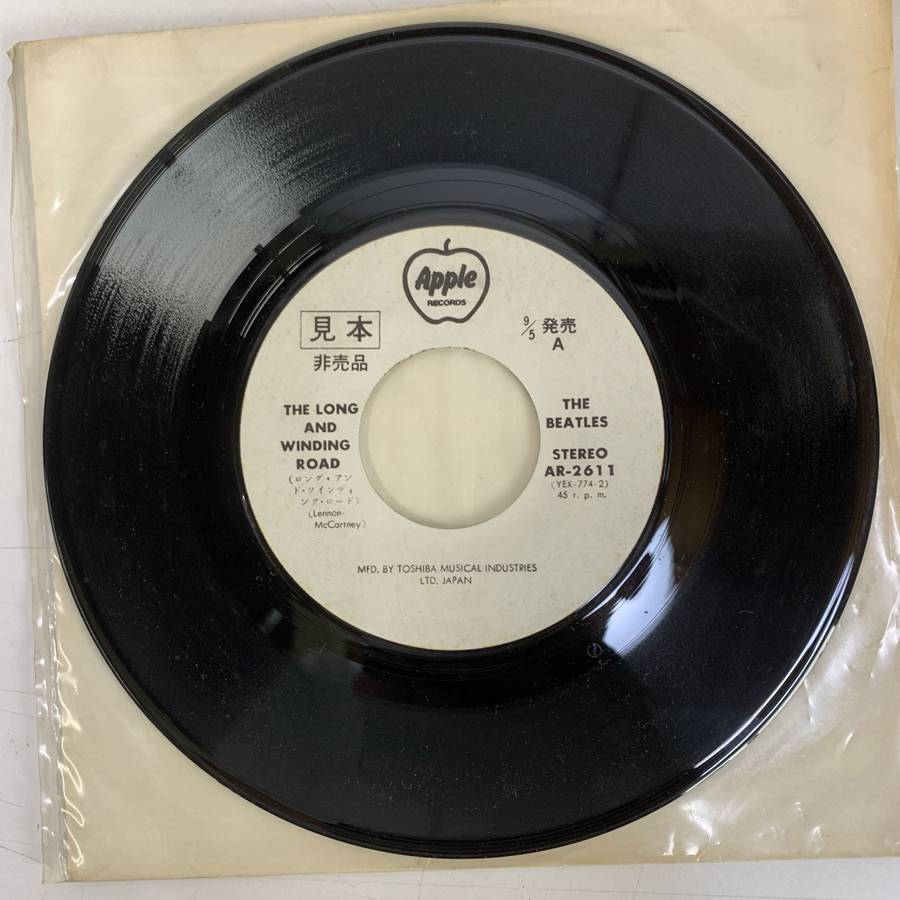 Apple
RECORDS
見本
非売品
9/5 発売
A
THE LONG
AND
WINDING
ROAD
(ロング・アン
ド・ワインディ
ング・ロード)
(Lennon-
McCartney)
THE
BEATLES
STEREO
AR-2611
(YEX-774-2)
45 r. p. m.
MFD. BY TOSHIBA MUSICAL INDUSTRIES
LTD. JAPAN